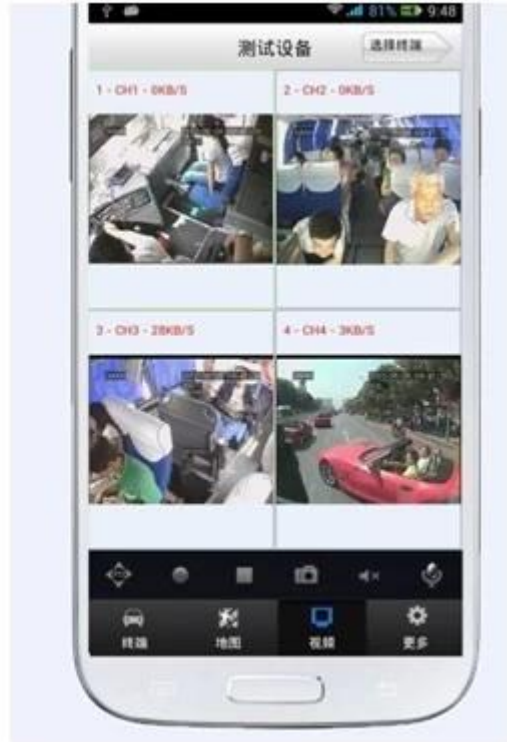 81% 9:48
测试设备
选择终端
1 - CH1 - 0KB/S
2 - CH2 - 0KB/S
3 - CH3 - 28KB/S
4 - CH4 - 3KB/S
终端
地图
视频
更多